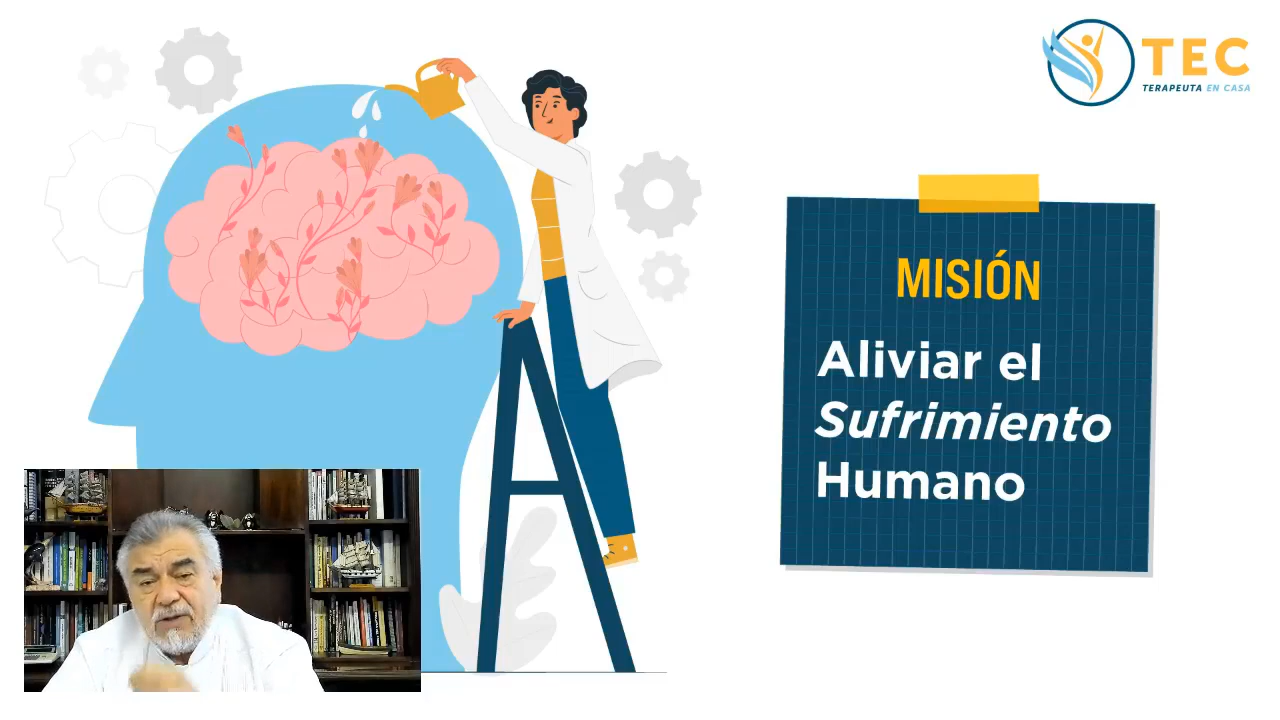 TEC
TERAPEUTA EN CASA
MISIÓN
Aliviar el
Sufrimiento
Humano